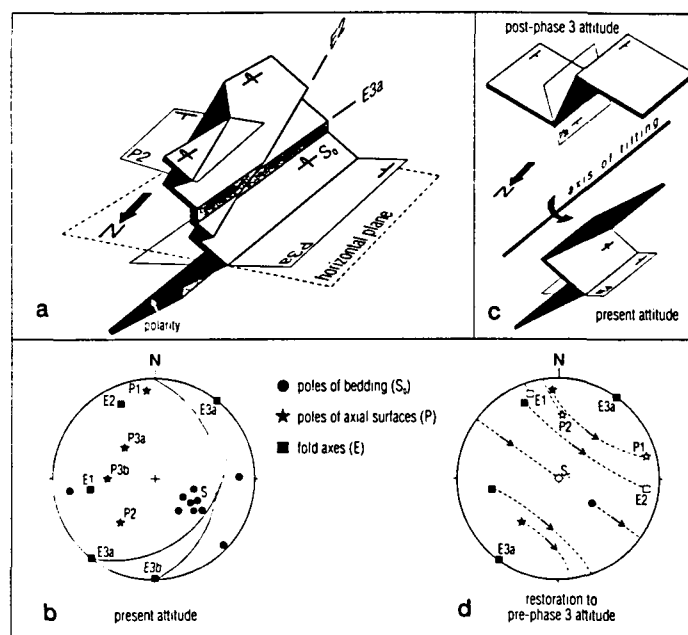 E3a
S₀
P2
N
P3a
horizontal plane
polarity
a
post-phase 3 attitude
N
axis of tilting
present attitude
c
N
P1
E2
E3a
P3a
P3b
E1
S
P2
E3a
E3b
b
present attitude
● poles of bedding (S₀)
★ poles of axial surfaces (P)
■ fold axes (E)
N
E1
E3a
P2
P1
S₀
E2
E3a
d
restoration to
pre-phase 3 attitude